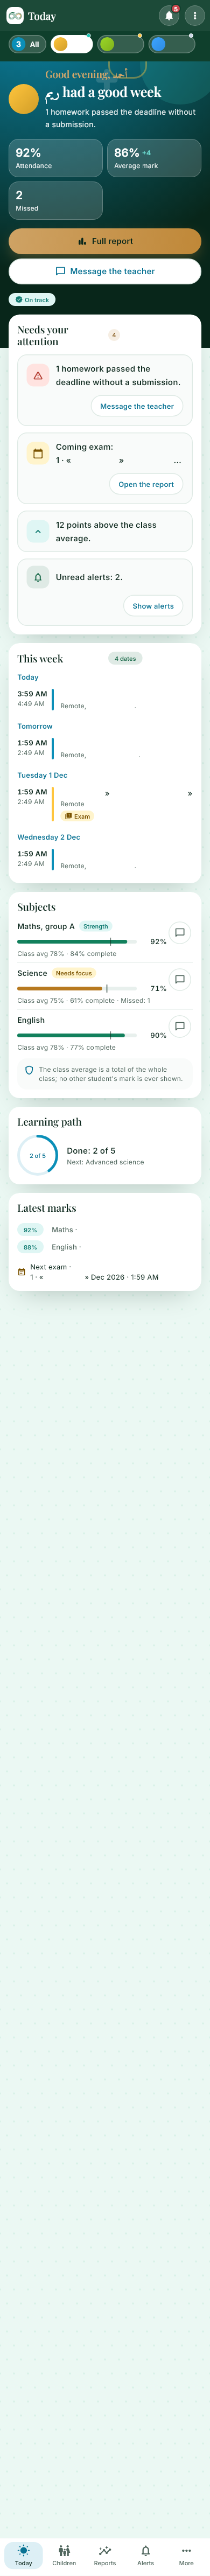 Today
5
3 All
Good evening, أحمد
ريم had a good week
1 homework passed the deadline without
a submission.
92%
Attendance
86% +4
Average mark
2
Missed
Full report
Message the teacher
On track
Needs your
attention
4
1 homework passed the
deadline without a submission.
Message the teacher
Coming exam:
1 · « » ...
Open the report
12 points above the class
average.
Unread alerts: 2.
Show alerts
This week
4 dates
Today
3:59 AM
4:49 AM
Remote, .
Tomorrow
1:59 AM
2:49 AM
Remote, .
Tuesday 1 Dec
1:59 AM
2:49 AM
» »
Remote
Exam
Wednesday 2 Dec
1:59 AM
2:49 AM
Remote, .
Subjects
Maths, group A Strength
92%
Class avg 78% · 84% complete
Science Needs focus
71%
Class avg 75% · 61% complete · Missed: 1
English
90%
Class avg 78% · 77% complete
The class average is a total of the whole
class; no other student's mark is ever shown.
Learning path
2 of 5
Done: 2 of 5
Next: Advanced science
Latest marks
92% Maths ·
88% English ·
Next exam ·
1 · « » Dec 2026 · 1:59 AM
Today Children Reports Alerts More